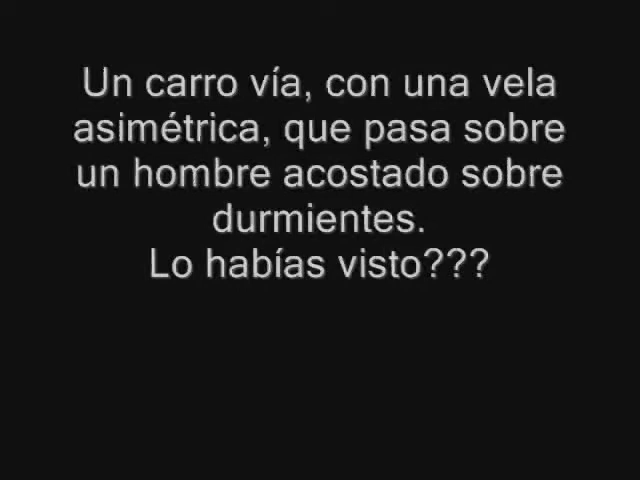 Un carro vía, con una vela
asimétrica, que pasa sobre
un hombre acostado sobre
durmientes.
Lo habías visto???